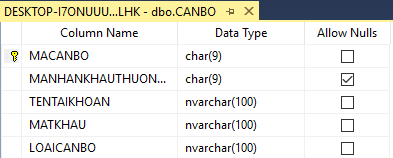 DESKTOP-I7ONUUU...LHK - dbo.CANBO
Column Name Data Type Allow Nulls
MACANBO char(9)
MANHANKHAUTHUON... char(9)
TENTAIKHOAN nvarchar(100)
MATKHAU nvarchar(100)
LOAICANBO nvarchar(100)